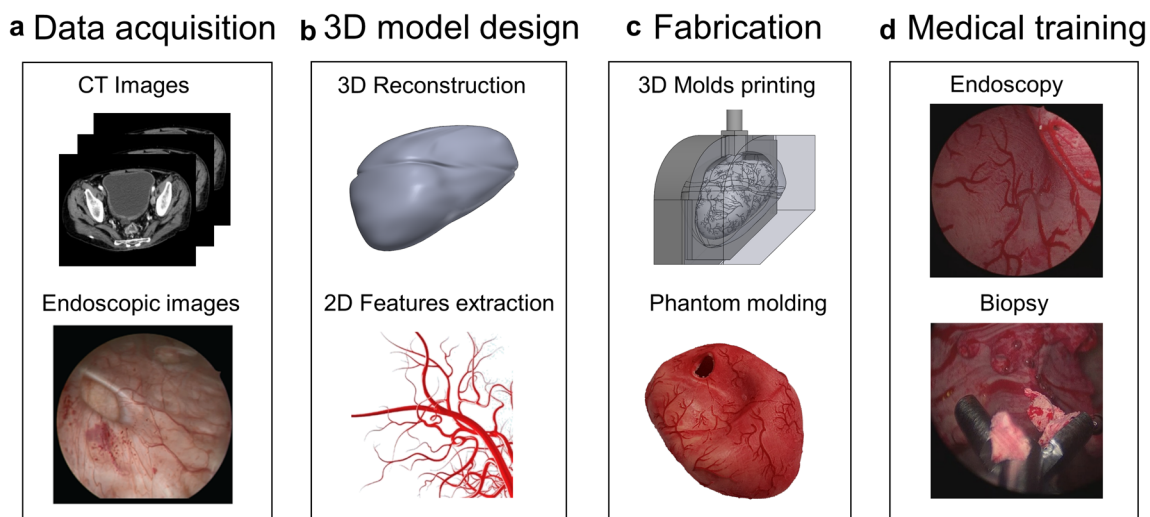 a Data acquisition
CT Images
Endoscopic images
b 3D model design
3D Reconstruction
2D Features extraction
c Fabrication
3D Molds printing
Phantom molding
d Medical training
Endoscopy
Biopsy